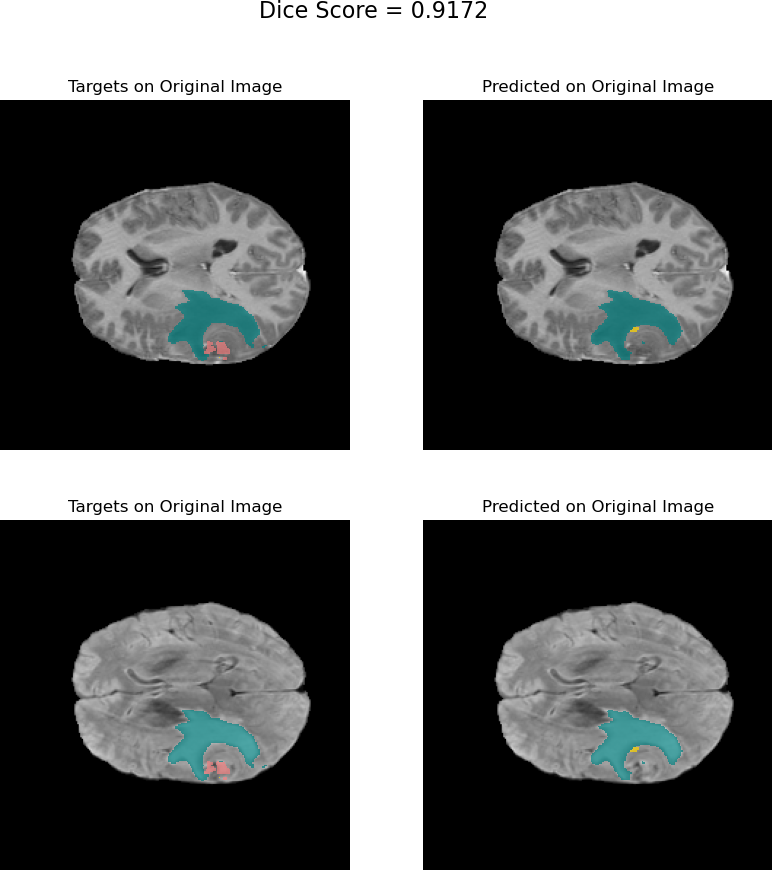 Dice Score = 0.9172
Targets on Original Image
Predicted on Original Image
Targets on Original Image
Predicted on Original Image